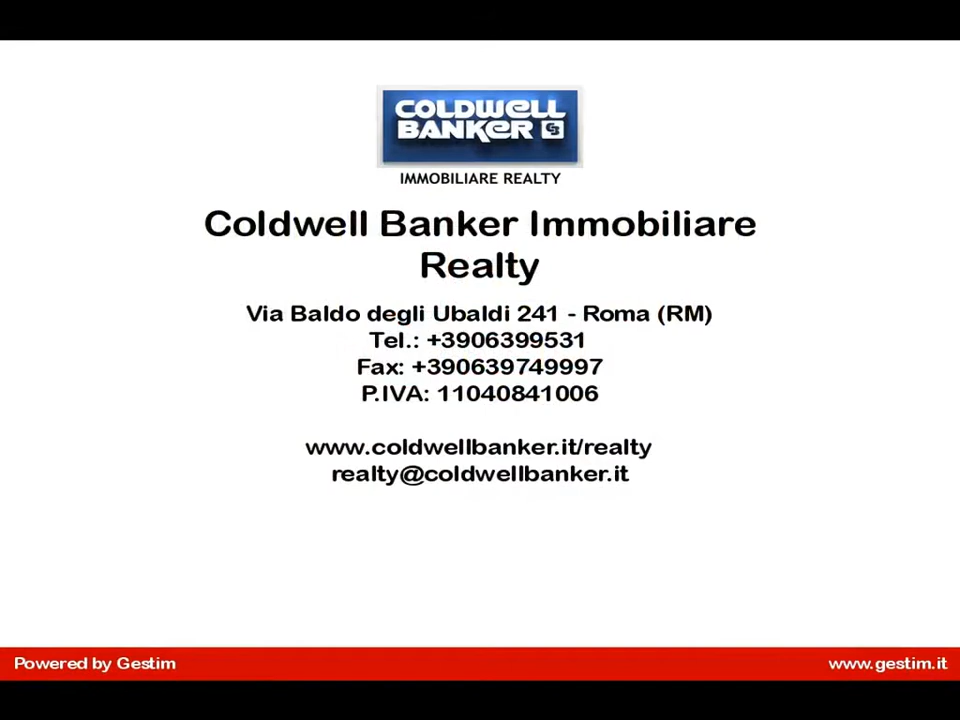 COLDWELL
BANKER CB
IMMOBILIARE REALTY
Coldwell Banker Immobiliare
Realty
Via Baldo degli Ubaldi 241 - Roma (RM)
Tel.: +3906399531
Fax: +390639749997
P.IVA: 11040841006
www.coldwellbanker.it/realty
realty@coldwellbanker.it
Powered by Gestim
www.gestim.it